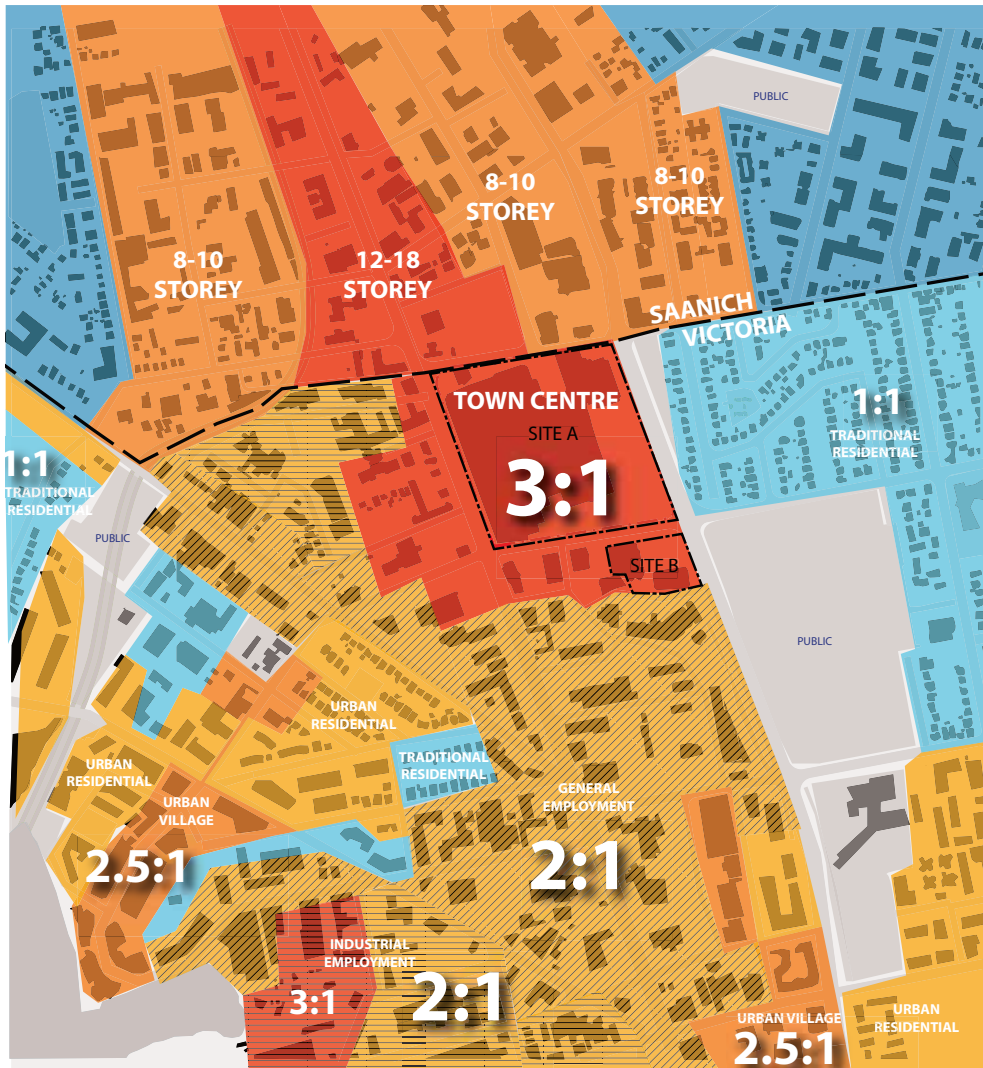 PUBLIC
8-10
STOREY
8-10
STOREY
8-10
STOREY
12-18
STOREY
SAANICH
VICTORIA
TOWN CENTRE
SITE A
3:1
1:1
TRADITIONAL
RESIDENTIAL
1:1
TRADITIONAL
RESIDENTIAL
PUBLIC
SITE B
PUBLIC
URBAN
RESIDENTIAL
TRADITIONAL
RESIDENTIAL
URBAN
RESIDENTIAL
GENERAL
EMPLOYMENT
2:1
URBAN
VILLAGE
2.5:1
INDUSTRIAL
EMPLOYMENT
3:1
2:1
URBAN VILLAGE
2.5:1
URBAN
RESIDENTIAL